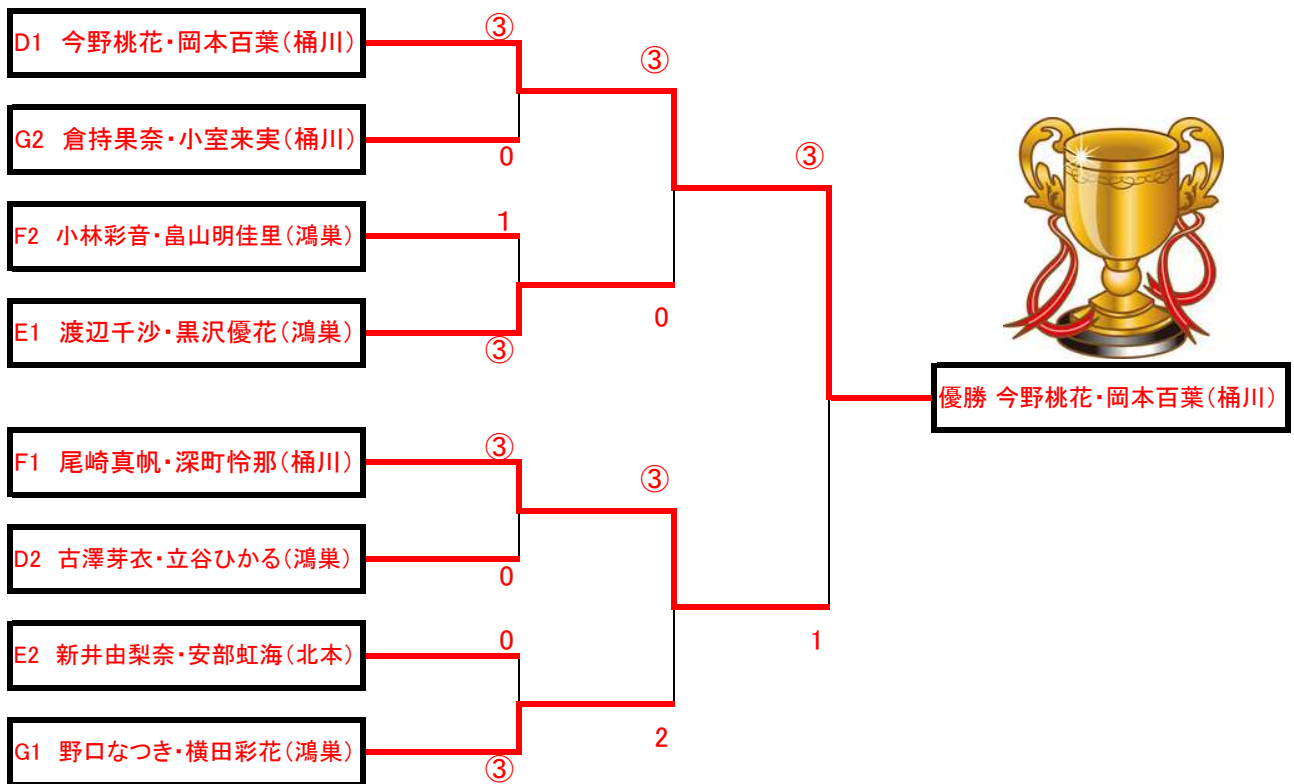 D1 今野桃花・岡本百葉(桶川)
③
③
G2 倉持果奈・小室来実(桶川)
0
③
F2 小林彩音・畠山明佳里(鴻巣)
1
E1 渡辺千沙・黒沢優花(鴻巣)
③
0
優勝 今野桃花・岡本百葉(桶川)
F1 尾崎真帆・深町怜那(桶川)
③
③
D2 古澤芽衣・立谷ひかる(鴻巣)
0
E2 新井由梨奈・安部虹海(北本)
0
1
G1 野口なつき・横田彩花(鴻巣)
③
2